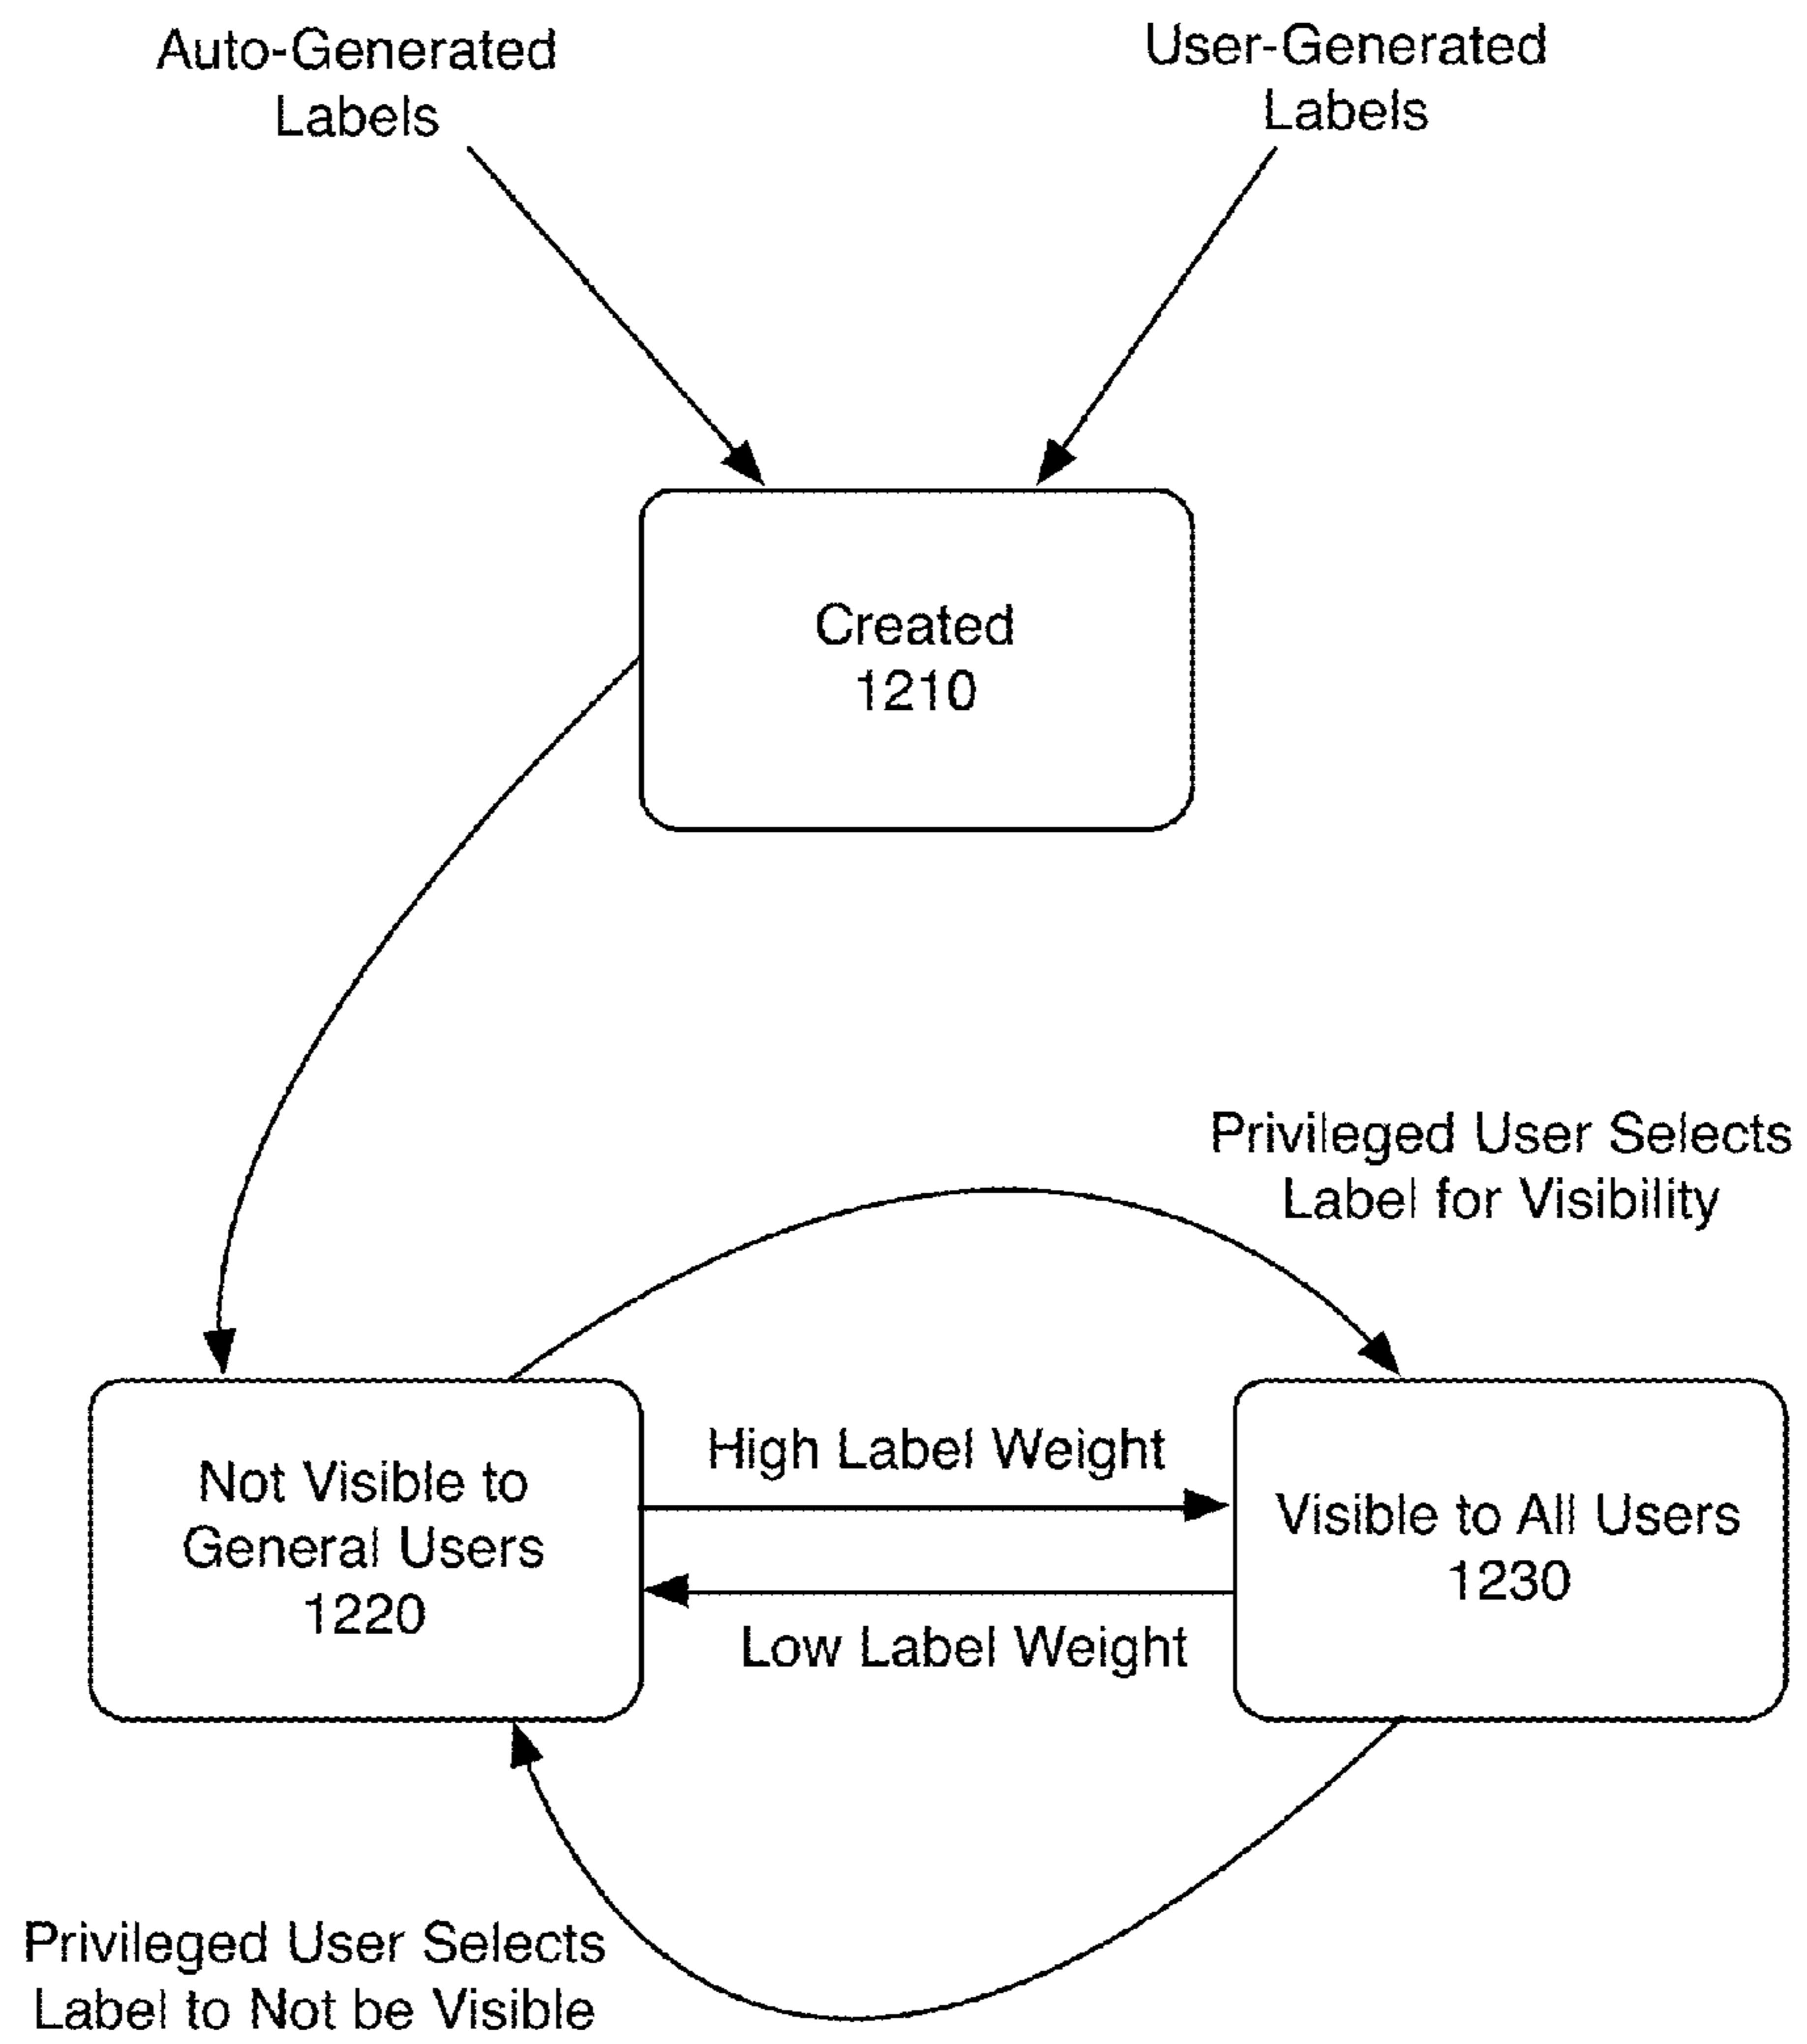 Auto-Generated
Labels
User-Generated
Labels
Created
1210
Privileged User Selects
Label for Visibility
Not Visible to
General Users
1220
High Label Weight
Low Label Weight
Visible to All Users
1230
Privileged User Selects
Label to Not be Visible